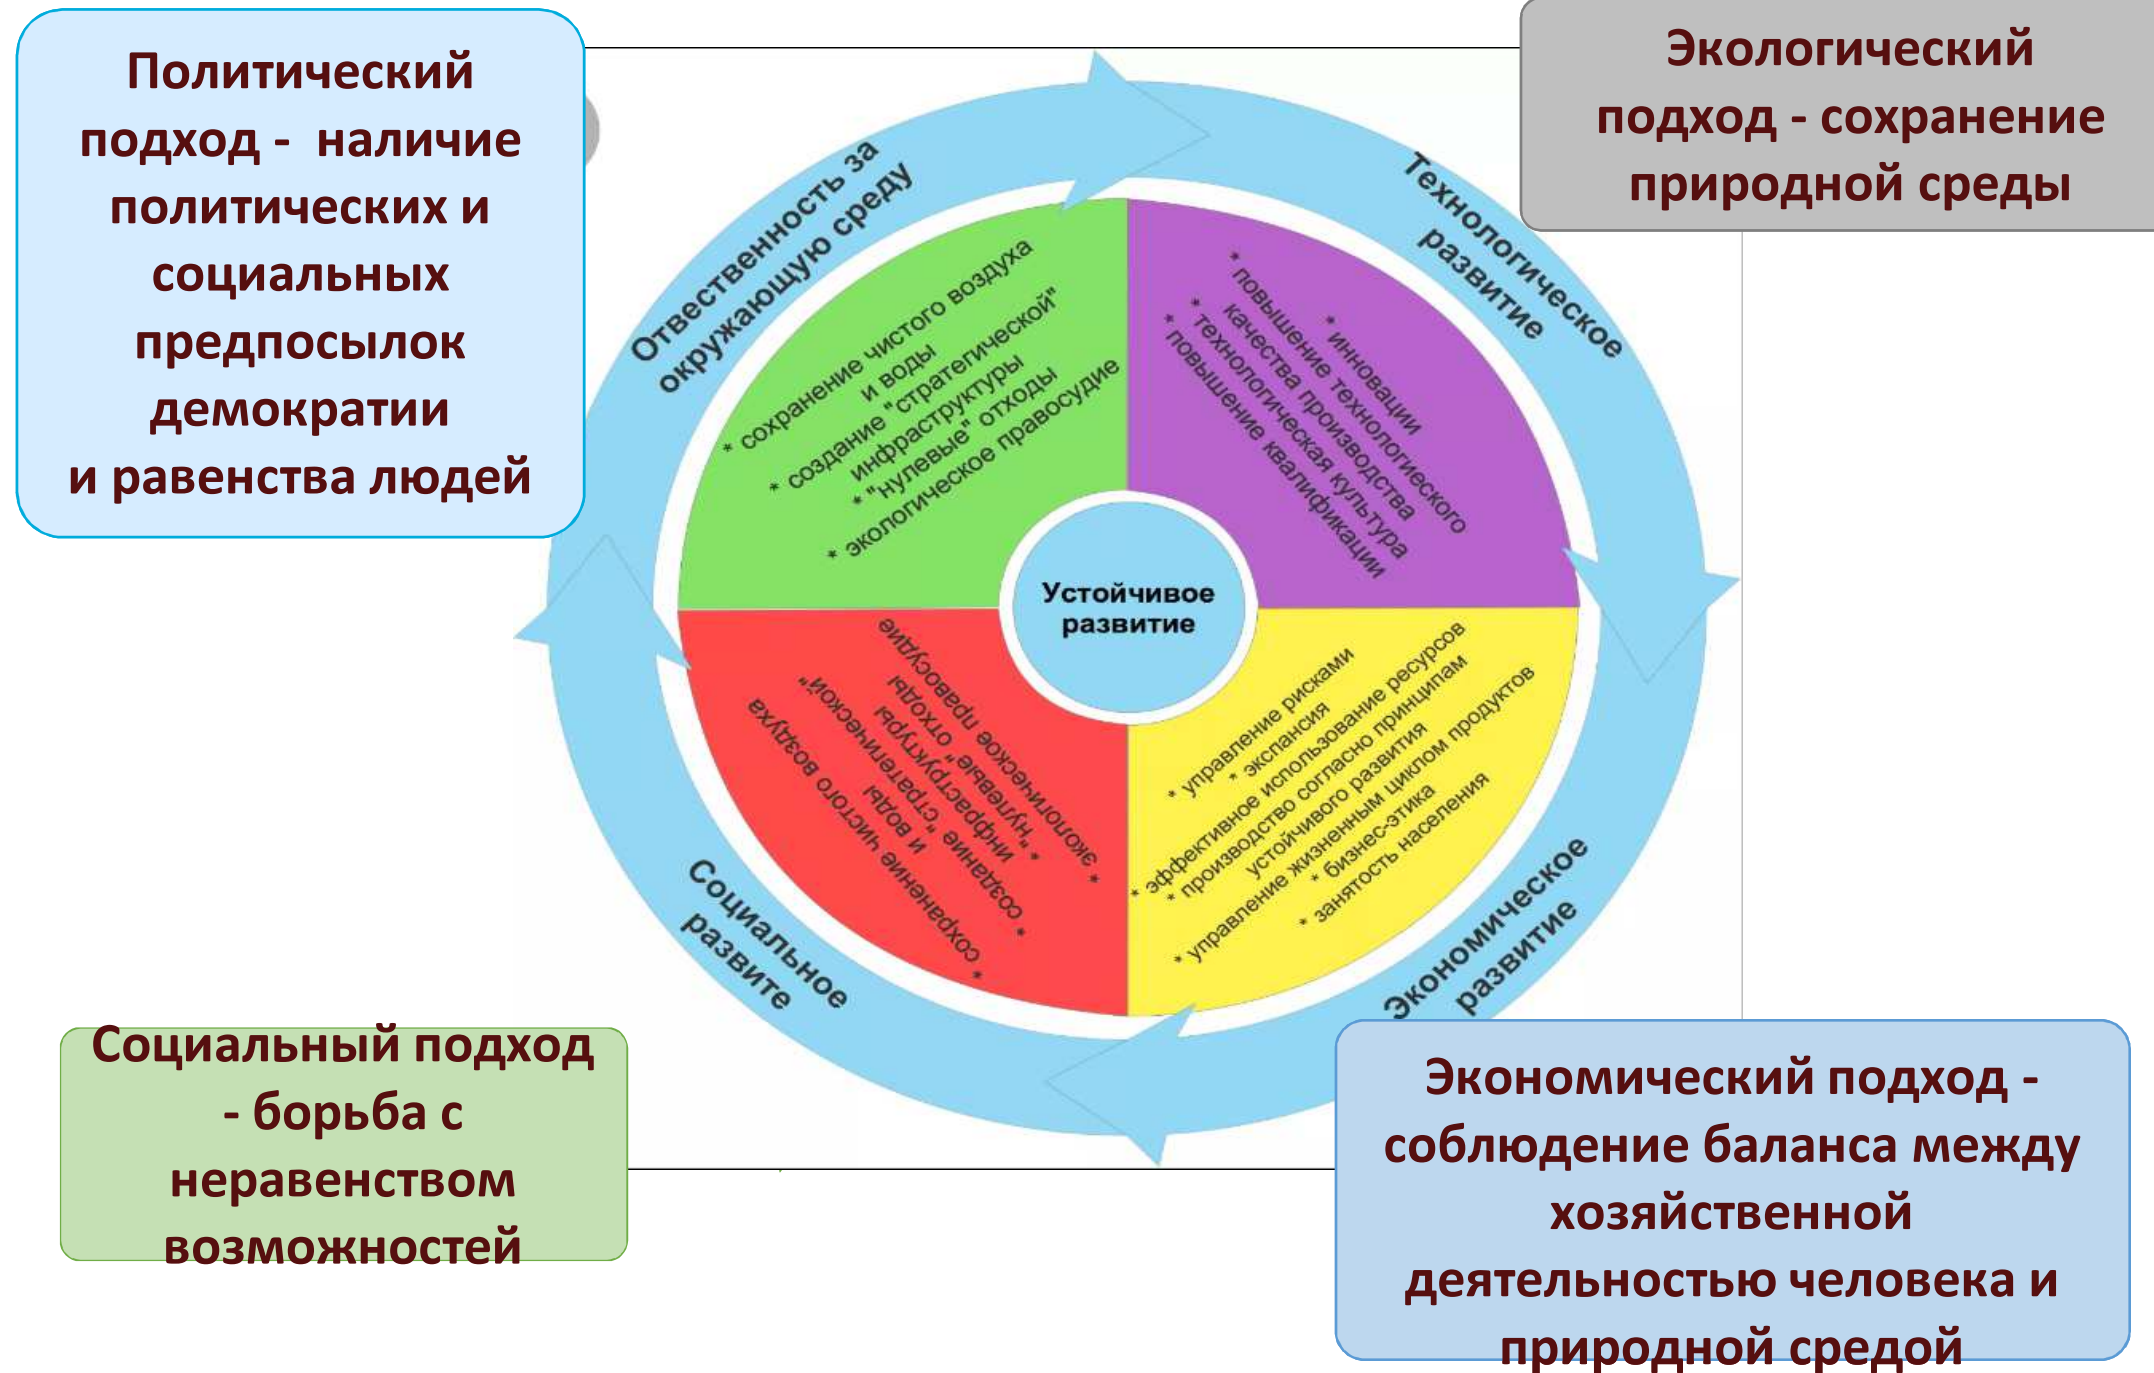 Политический
подход - наличие
политических и
социальных
предпосылок
демократии
и равенства людей
Экологический
подход - сохранение
природной среды
Ответственность за
окружающую среду
Технологическое
развитие
* сохранение чистого воздуха
и воды
* создание "стратегической"
инфраструктуры
* "нулевые" отходы
* экологическое правосудие
* инновации
* повышение технологиеского
качества производства
* технологическая культура
* повышение квалификации
Устойчивое
развитие
* сохранение чистого воздуха
и воды
* создание "стратегической"
инфраструктуры
* "нулевые" отходы
* экологическое правосудие
* управление рисками
* экспансия
* эффективное использование ресурсов
* производство согласно принципам
устойчивого развития
* управление жизненным циклом продуктов
* бизнес-этика
* занятость населения
Социальное
развите
Экономическое
развитие
Социальный подход
- борьба с
неравенством
возможностей
Экономический подход -
соблюдение баланса между
хозяйственной
деятельностью человека и
природной средой